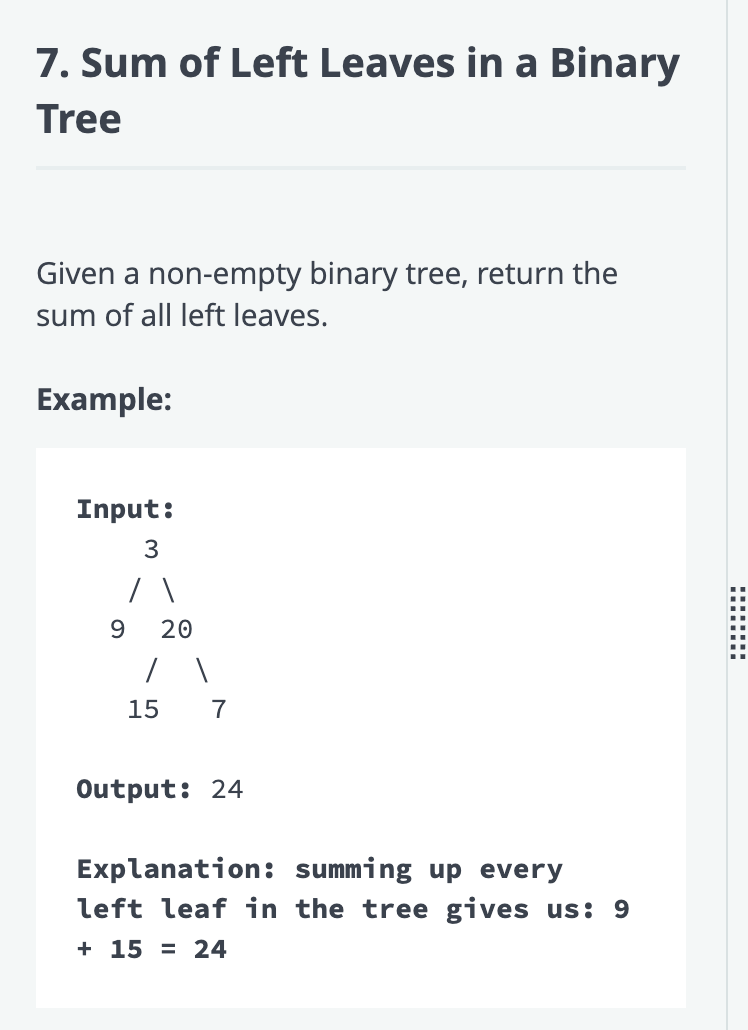 7. Sum of Left Leaves in a Binary
Tree
Given a non-empty binary tree, return the
sum of all left leaves.
Example:
Input:
    3
   / \
  9  20
    /  \
   15   7
Output: 24
Explanation: summing up every
left leaf in the tree gives us: 9
+ 15 = 24